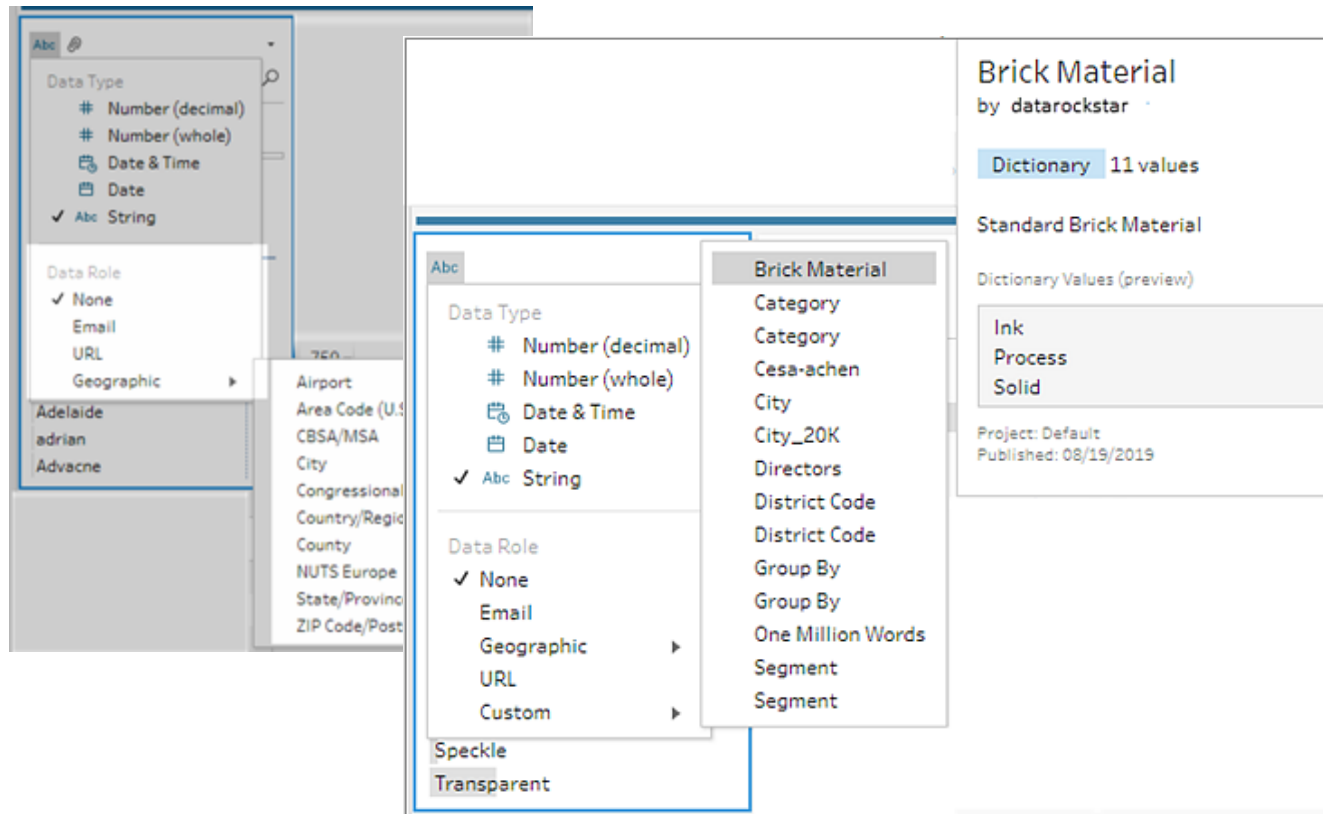 Abc
Data Type
# Number (decimal)
# Number (whole)
Date & Time
Date
✓ Abc String
Data Role
✓ None
Email
URL
Geographic
Adelaide
adrian
Advacne
750
Airport
Area Code (U.S
CBSA/MSA
City
Congressional
Country/Regio
County
NUTS Europe
State/Provinc
ZIP Code/Post
Abc
Data Type
# Number (decimal)
# Number (whole)
Date & Time
Date
✓ Abc String
Data Role
✓ None
Email
Geographic
URL
Custom
Speckle
Transparent
Brick Material
Category
Category
Cesa-achen
City
City_20K
Directors
District Code
District Code
Group By
Group By
One Million Words
Segment
Segment
Brick Material
by datarockstar
Dictionary 11 values
Standard Brick Material
Dictionary Values (preview)
Ink
Process
Solid
Project: Default
Published: 08/19/2019